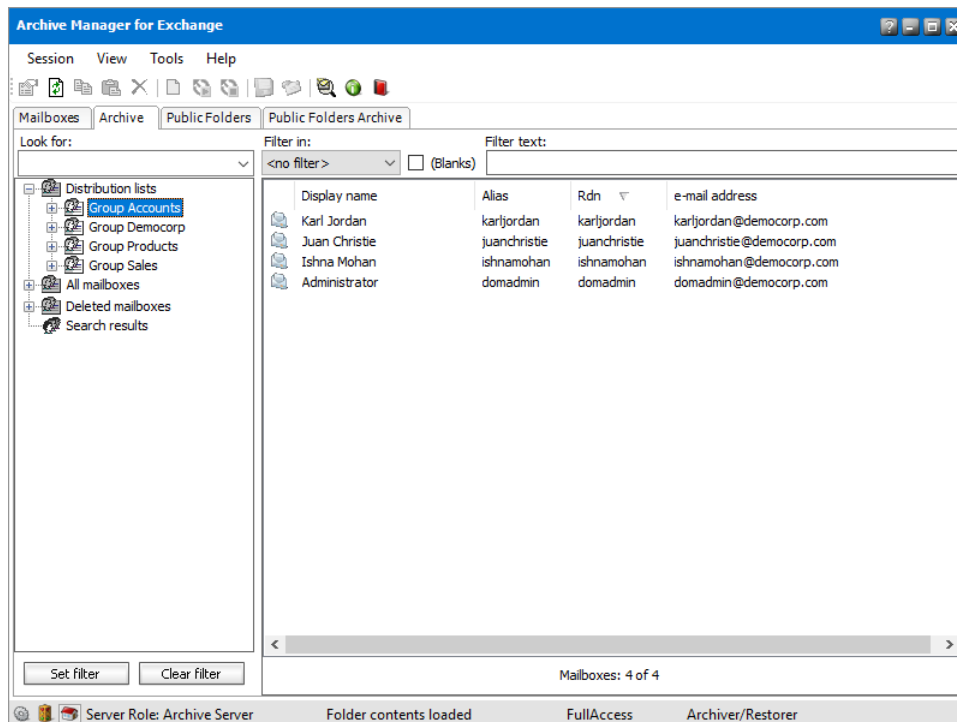 Archive Manager for Exchange
Session View Tools Help
Mailboxes Archive Public Folders Public Folders Archive
Look for: Filter in: Filter text:
<no filter> (Blanks)
Distribution lists
Group Accounts
Group Democorp
Group Products
Group Sales
All mailboxes
Deleted mailboxes
Search results
Display name Alias Rdn e-mail address
Karl Jordan karljordan karljordan karljordan@democorp.com
Juan Christie juanchristie juanchristie juanchristie@democorp.com
Ishna Mohan ishnamohan ishnamohan ishnamohan@democorp.com
Administrator domadmin domadmin domadmin@democorp.com
Set filter Clear filter Mailboxes: 4 of 4
Server Role: Archive Server Folder contents loaded FullAccess Archiver/Restorer